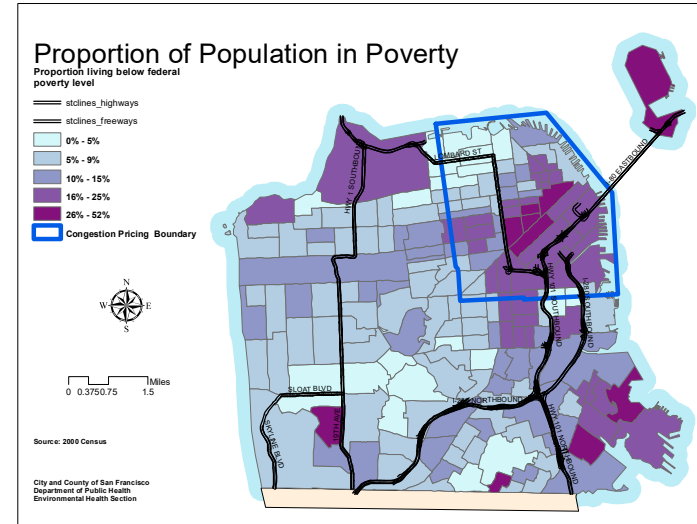 Proportion of Population in Poverty
Proportion living below federal
poverty level
stclines_highways
stclines_freeways
0% - 5%
5% - 9%
10% - 15%
16% - 25%
26% - 52%
Congestion Pricing Boundary
N
W E
S
0 0.375 0.75 1.5 Miles
Source: 2000 Census
City and County of San Francisco
Department of Public Health
Environmental Health Section
LOMBARD ST
80 EASTBOUND
HWY 1 SOUTHBOU
HWY 101 SOUTHBOUND
SOUTHBOUND
SLOAT BLVD
SKYLINE BLVD
19TH AVE
NORTHBOUND
HWY 101 NORTHBOUND